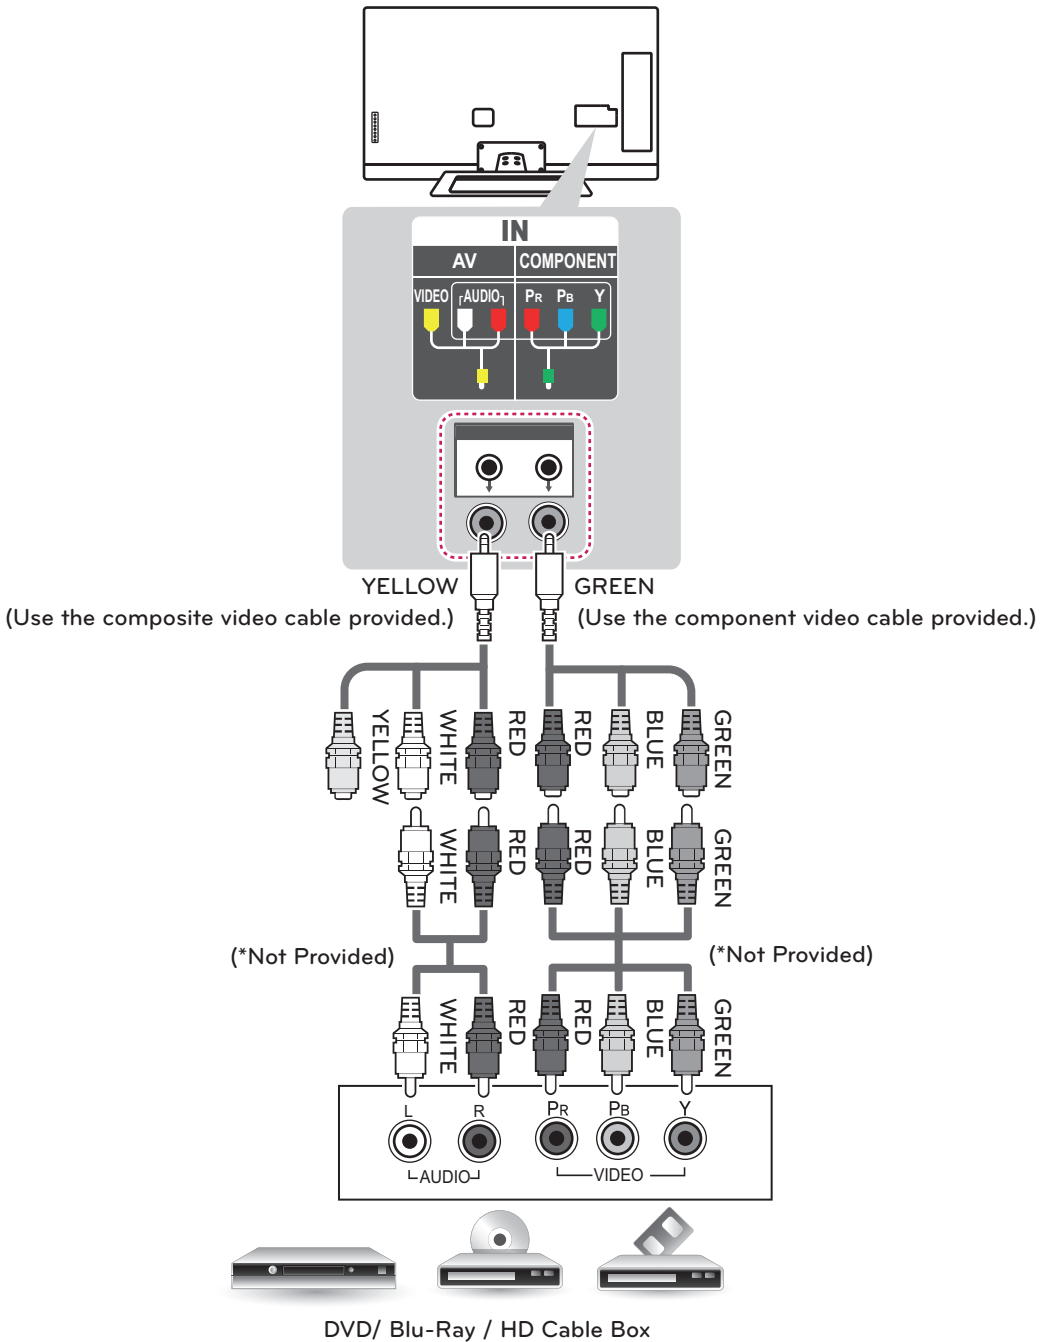 IN
AV COMPONENT
VIDEO AUDIO PR PB Y
YELLOW GREEN
(Use the composite video cable provided.) (Use the component video cable provided.)
YELLOW WHITE RED RED BLUE GREEN
WHITE RED RED BLUE GREEN
(*Not Provided) (*Not Provided)
WHITE RED RED BLUE GREEN
L R PR PB Y
AUDIO VIDEO
DVD/ Blu-Ray / HD Cable Box